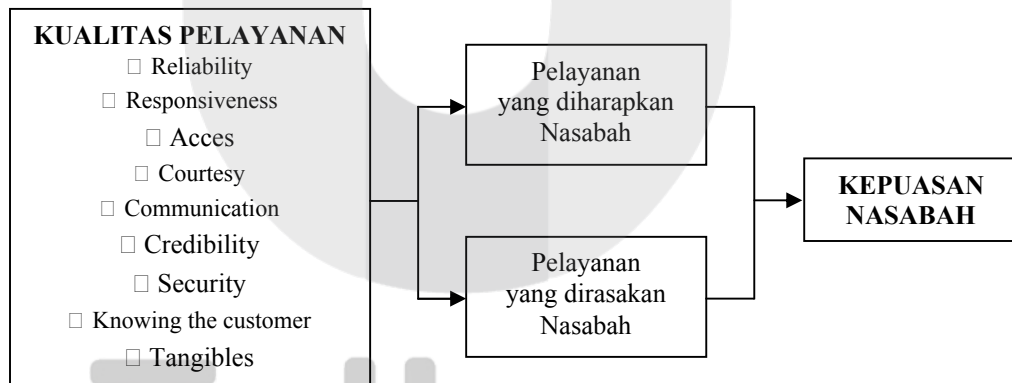 KUALITAS PELAYANAN
□ Reliability
□ Responsiveness
□ Acces
□ Courtesy
□ Communication
□ Credibility
□ Security
□ Knowing the customer
□ Tangibles
Pelayanan
yang diharapkan
Nasabah
Pelayanan
yang dirasakan
Nasabah
KEPUASAN
NASABAH